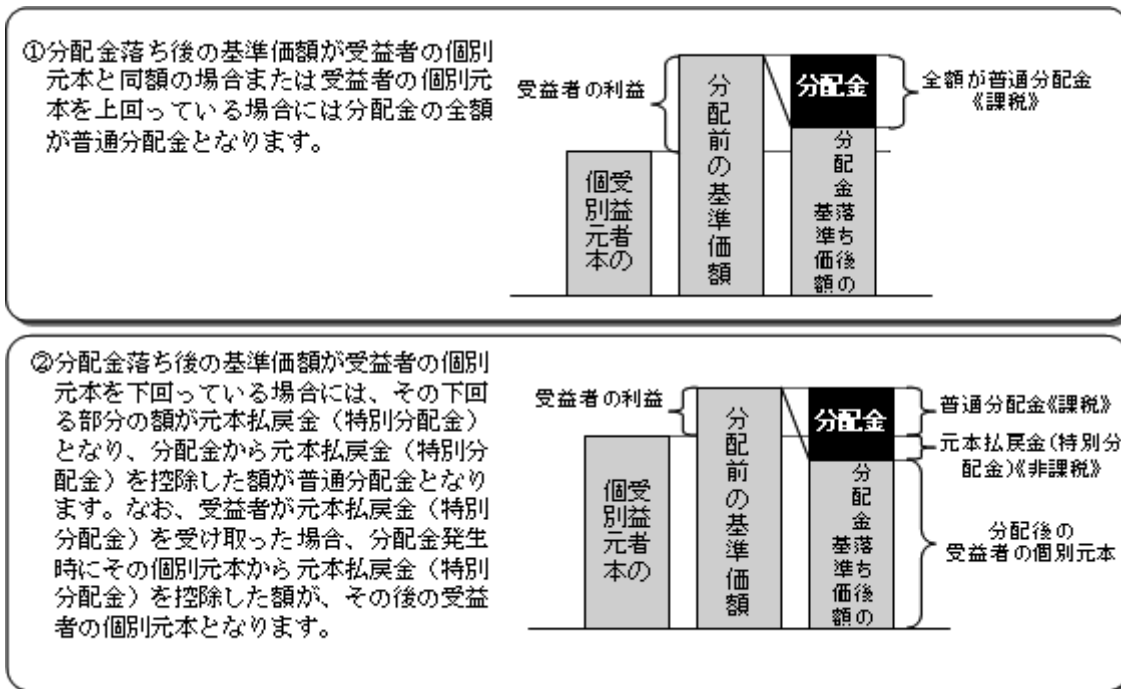 ①分配金落ち後の基準価額が受益者の個別
元本と同額の場合または受益者の個別元
本を上回っている場合には分配金の全額
が普通分配金となります。
受益者の利益
受益者の
個別元本
分配前の基準価額
分配金
分配金落ち後の
基準価額
全額が普通分配金
《課税》
②分配金落ち後の基準価額が受益者の個別
元本を下回っている場合には、その下回
る部分の額が元本払戻金（特別分配金）
となり、分配金から元本払戻金（特別分
配金）を控除した額が普通分配金となり
ます。なお、受益者が元本払戻金（特別
分配金）を受け取った場合、分配金発生
時にその個別元本から元本払戻金（特別
分配金）を控除した額が、その後の受益
者の個別元本となります。
受益者の利益
受益者の
個別元本
分配前の基準価額
分配金
分配金落ち後の
基準価額
普通分配金《課税》
元本払戻金(特別分
配金)《非課税》
分配後の
受益者の個別元本